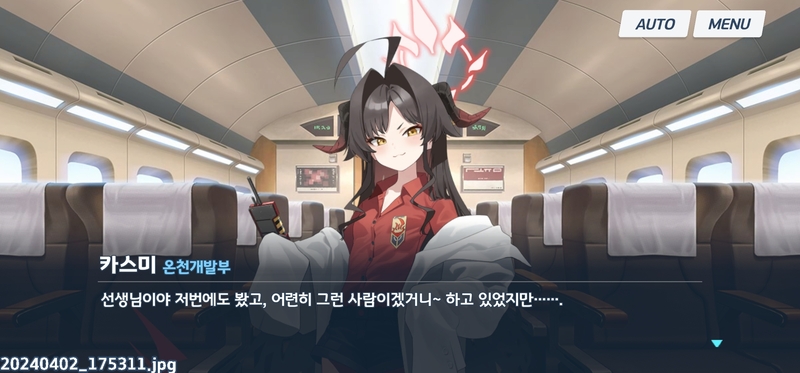 AUTO
MENU
카스미 온천개발부
선생님이야 저번에도 봤고, 어련히 그런 사람이겠거니~ 하고 있었지만…….
20240402_175311.jpg